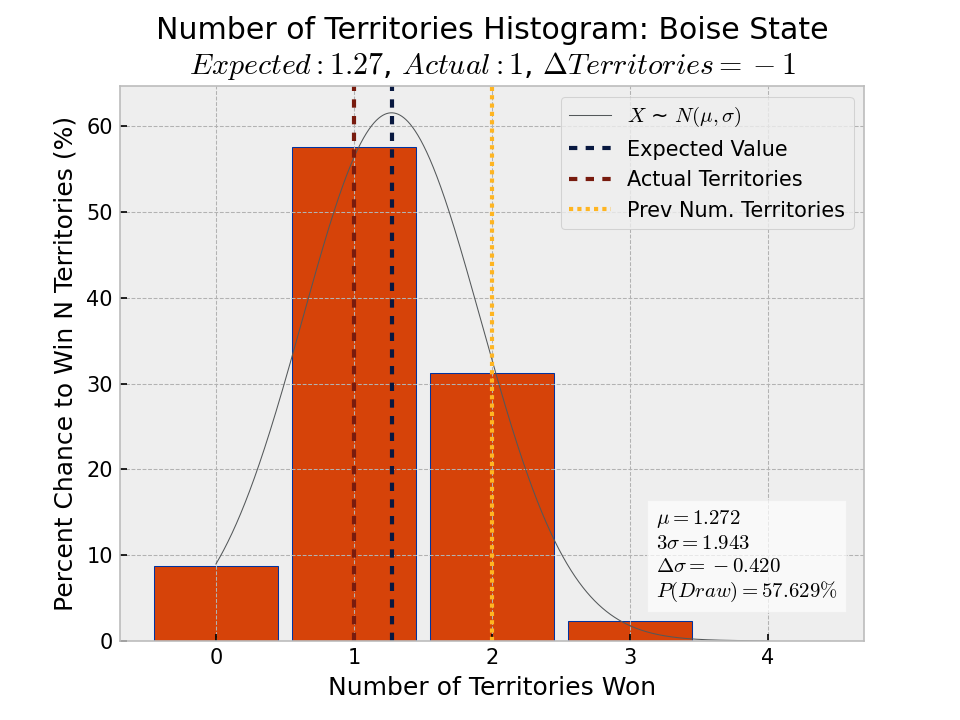 Number of Territories Histogram: Boise State
Expected : 1.27, Actual : 1, ΔTerritories = −1
Percent Chance to Win N Territories (%)
60
50
40
30
20
10
0
X ~ N(μ, σ)
Expected Value
Actual Territories
Prev Num. Territories
μ = 1.272
3σ = 1.943
Δσ = −0.420
P(Draw) = 57.629%
0 1 2 3 4
Number of Territories Won